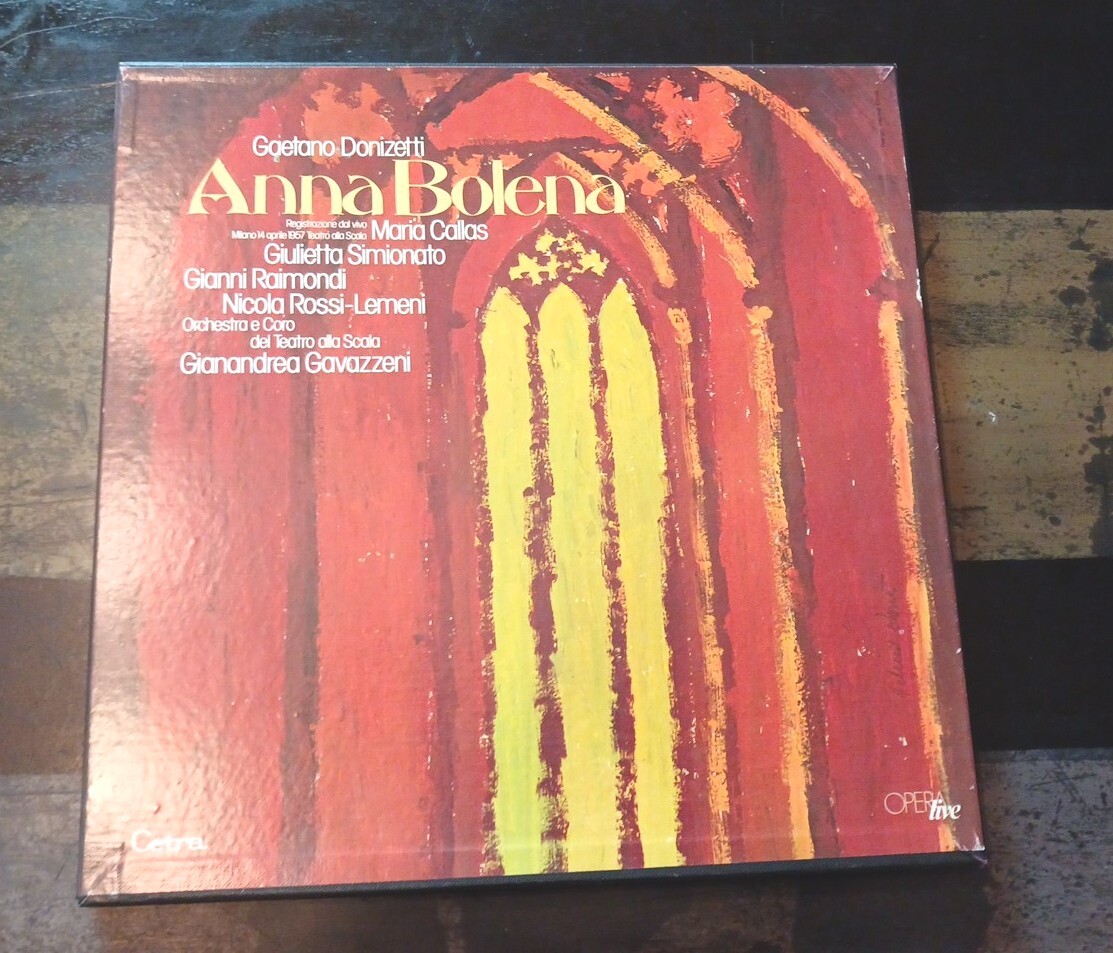 Gaetano Donizetti
Anna Bolena
Registrazione dal vivo
Milano 14 aprile 1957 Teatro alla Scala Maria Callas
Giulietta Simionato
Gianni Raimondi
Nicola Rossi-Lemeni
Orchestra e Coro
del Teatro alla Scala
Gianandrea Gavazzeni
OPERA live
Cetra